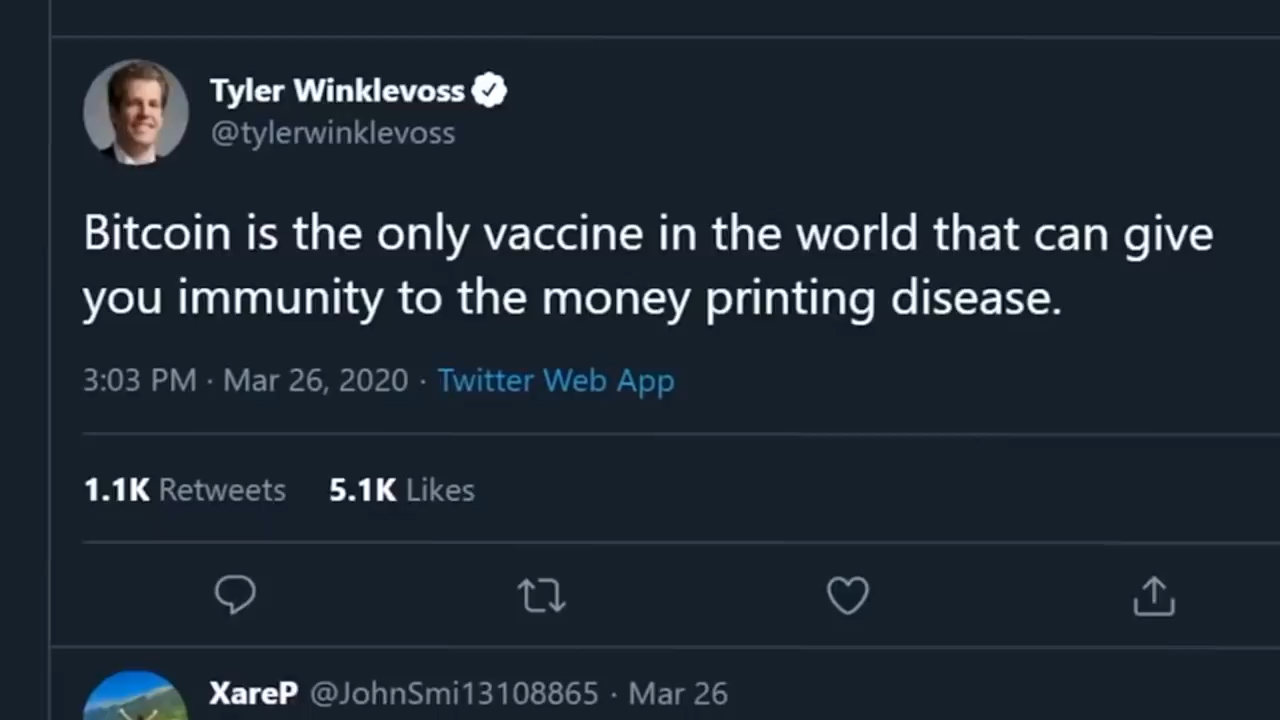 Tyler Winklevoss
@tylerwinklevoss
Bitcoin is the only vaccine in the world that can give
you immunity to the money printing disease.
3:03 PM · Mar 26, 2020 · Twitter Web App
1.1K Retweets 5.1K Likes
XareP @JohnSmi13108865 · Mar 26